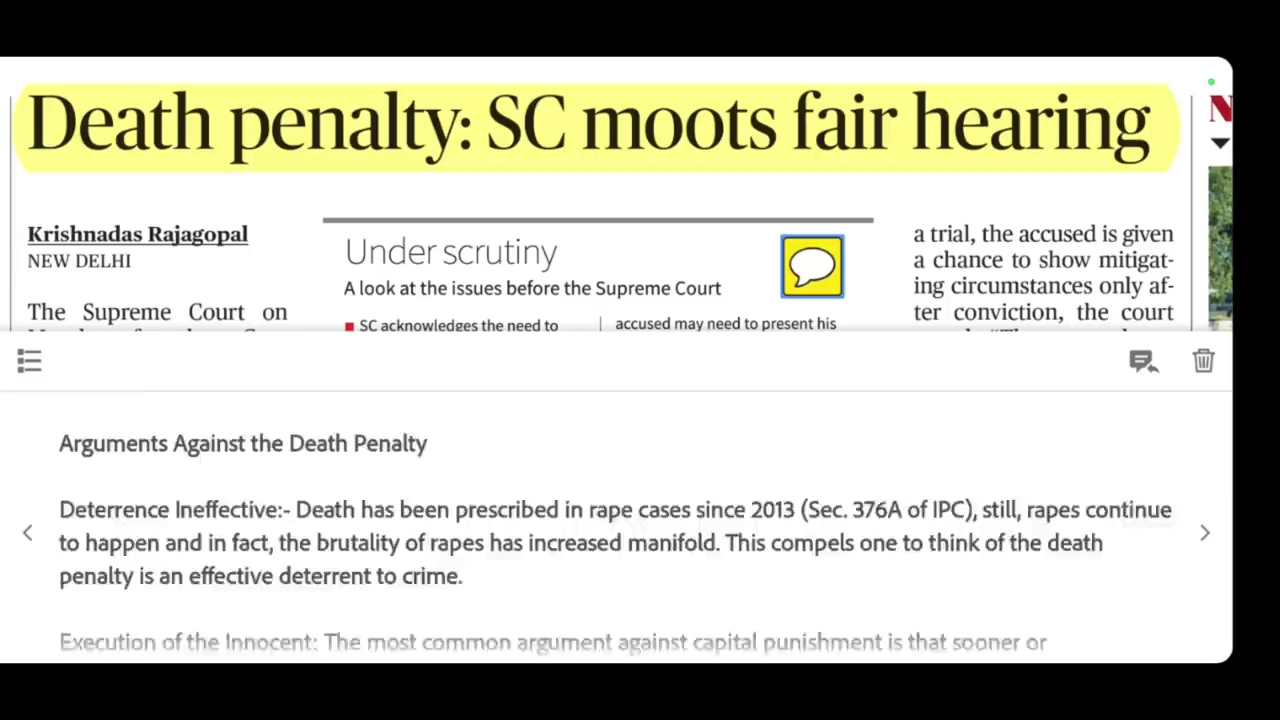 Death penalty: SC moots fair hearing
N
Krishnadas Rajagopal
NEW DELHI
The Supreme Court on
Under scrutiny
A look at the issues before the Supreme Court
SC acknowledges the need to
accused may need to present his
a trial, the accused is given
a chance to show mitigat-
ing circumstances only af-
ter conviction, the court
Arguments Against the Death Penalty
Deterrence Ineffective:- Death has been prescribed in rape cases since 2013 (Sec. 376A of IPC), still, rapes continue
to happen and in fact, the brutality of rapes has increased manifold. This compels one to think of the death
penalty is an effective deterrent to crime.
Execution of the Innocent: The most common argument against capital punishment is that sooner or